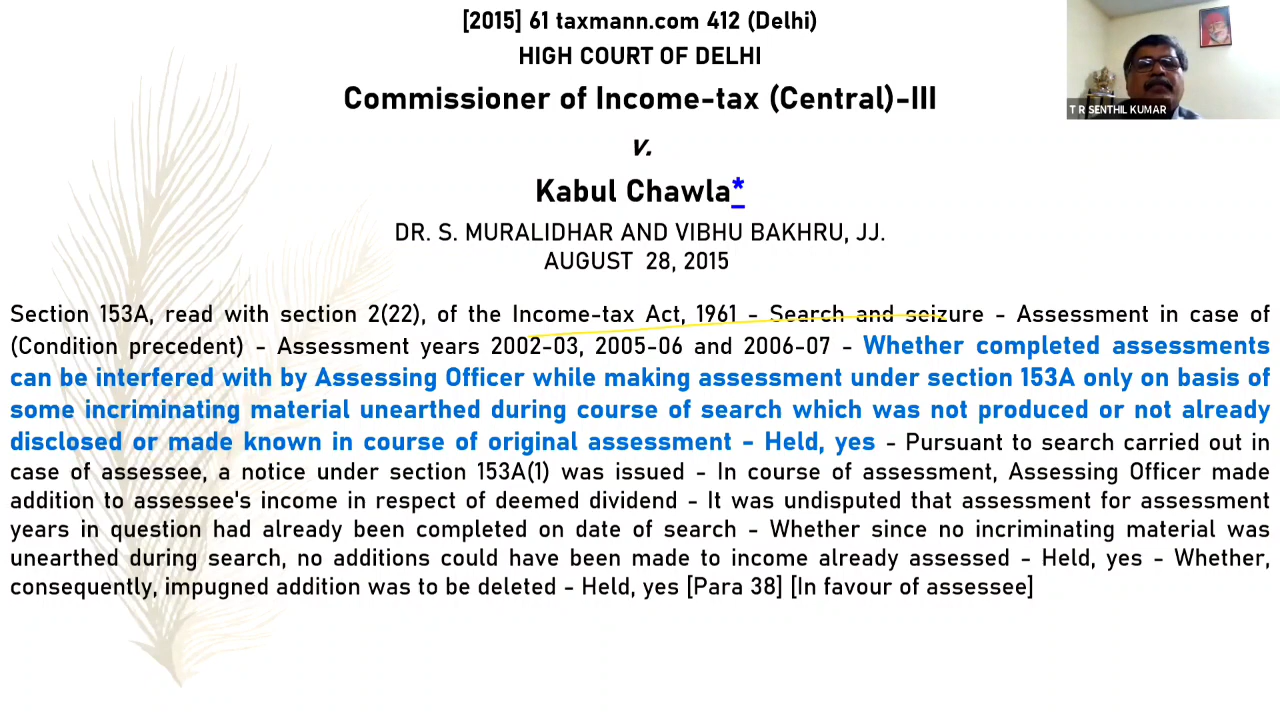 [2015] 61 taxmann.com 412 (Delhi)
HIGH COURT OF DELHI
Commissioner of Income-tax (Central)-III
v.
Kabul Chawla*
DR. S. MURALIDHAR AND VIBHU BAKHRU, JJ.
AUGUST 28, 2015
T R SENTHIL KUMAR
Section 153A, read with section 2(22), of the Income-tax Act, 1961 - Search and seizure - Assessment in case of
(Condition precedent) - Assessment years 2002-03, 2005-06 and 2006-07 - Whether completed assessments
can be interfered with by Assessing Officer while making assessment under section 153A only on basis of
some incriminating material unearthed during course of search which was not produced or not already
disclosed or made known in course of original assessment - Held, yes - Pursuant to search carried out in
case of assessee, a notice under section 153A(1) was issued - In course of assessment, Assessing Officer made
addition to assessee's income in respect of deemed dividend - It was undisputed that assessment for assessment
years in question had already been completed on date of search - Whether since no incriminating material was
unearthed during search, no additions could have been made to income already assessed - Held, yes - Whether,
consequently, impugned addition was to be deleted - Held, yes [Para 38] [In favour of assessee]